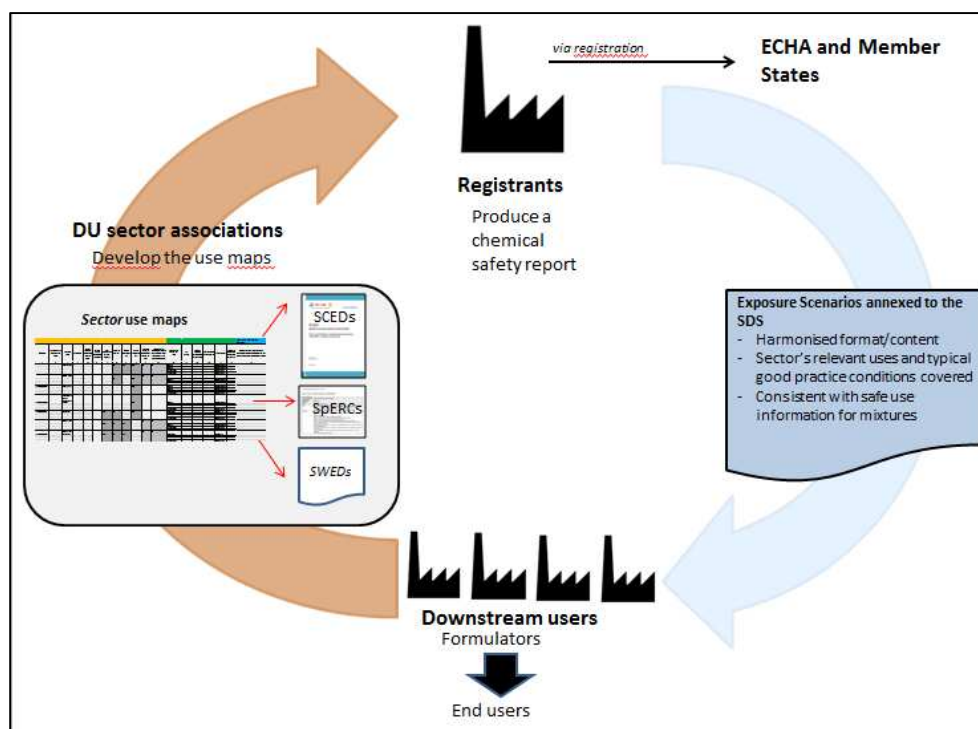 via registration
ECHA and Member
States
Registrants
Produce a
chemical
safety report
DU sector associations
Develop the use maps
Sector use maps
SCEDs
SpERCs
SWEDs
Exposure Scenarios annexed to the
SDS
- Harmonised format/content
- Sector's relevant uses and typical
good practice conditions covered
- Consistent with safe use
information for mixtures
Downstream users
Formulators
End users